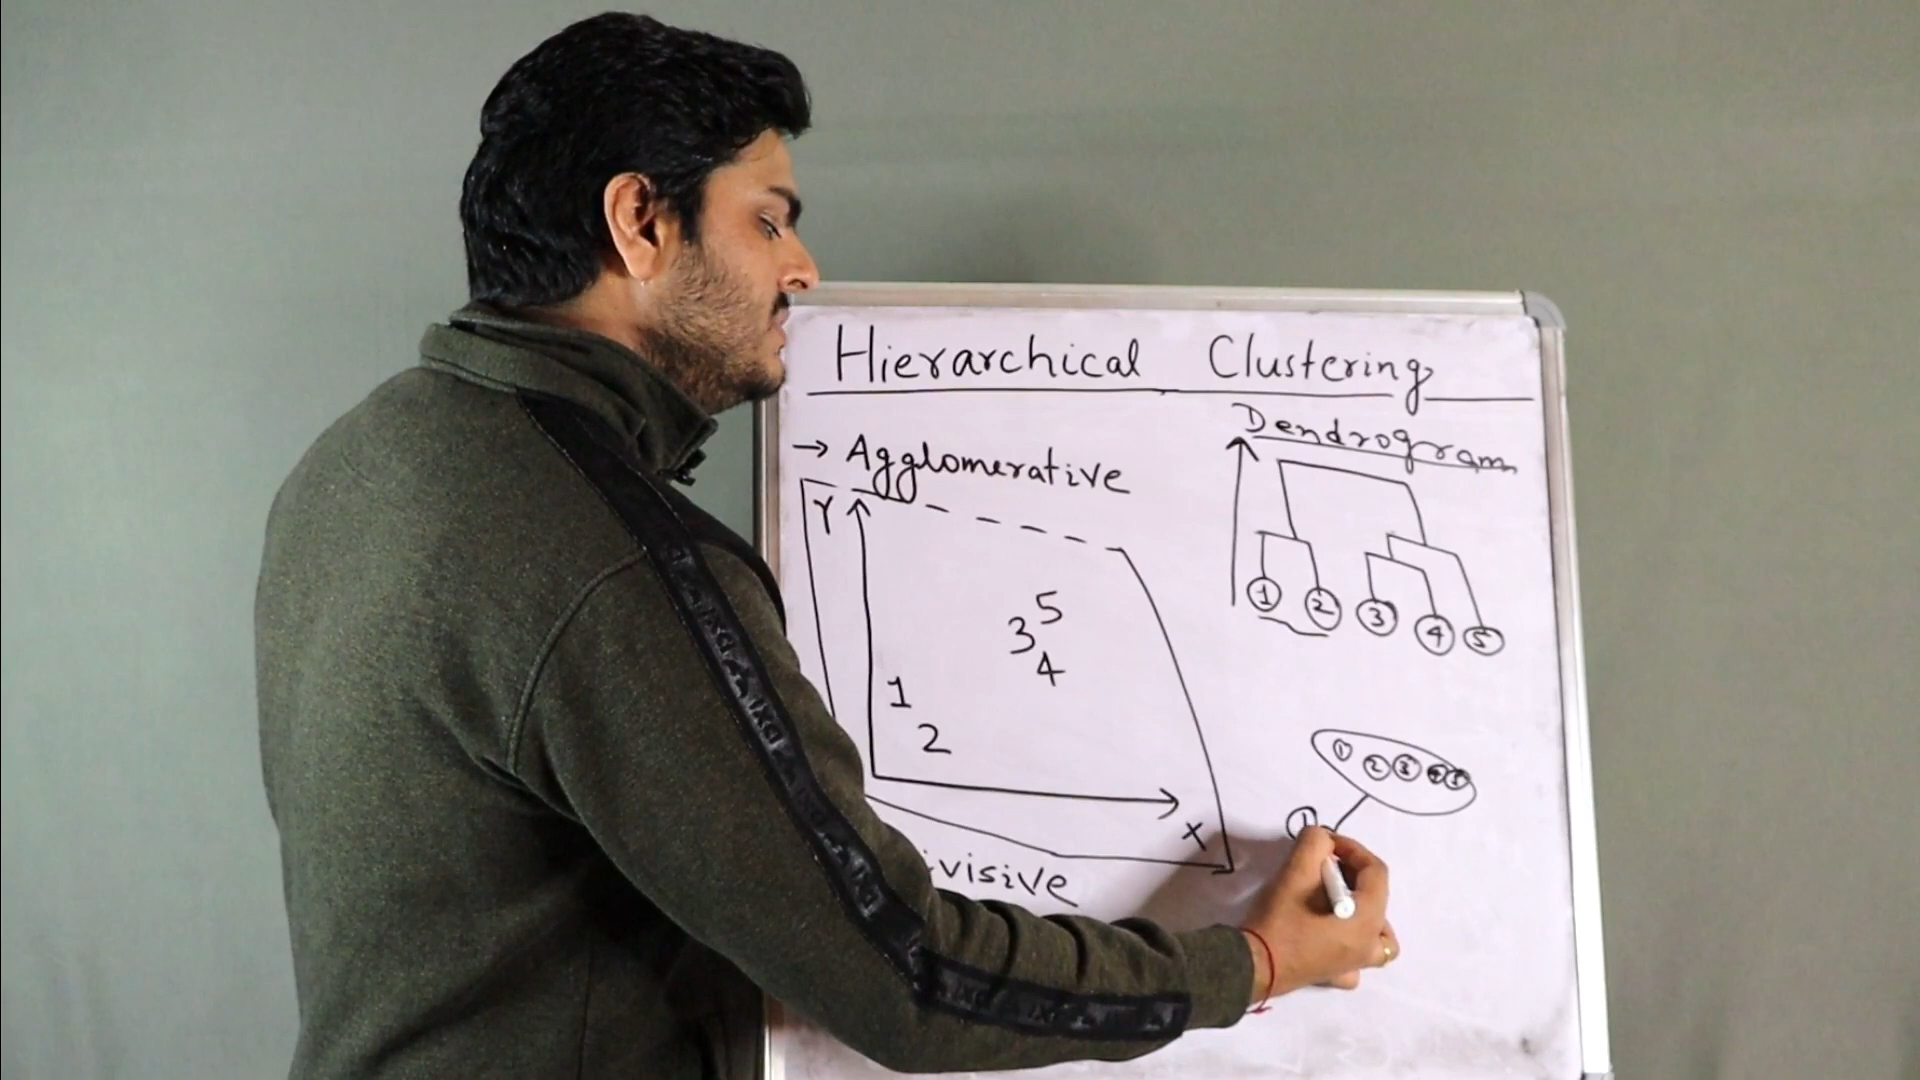 Hierarchical Clustering
→ Agglomerative
Y
5
3
4
1
2
X
ivisive
Dendrogram
1 2 3 4 5
1 2 3 4 5
1